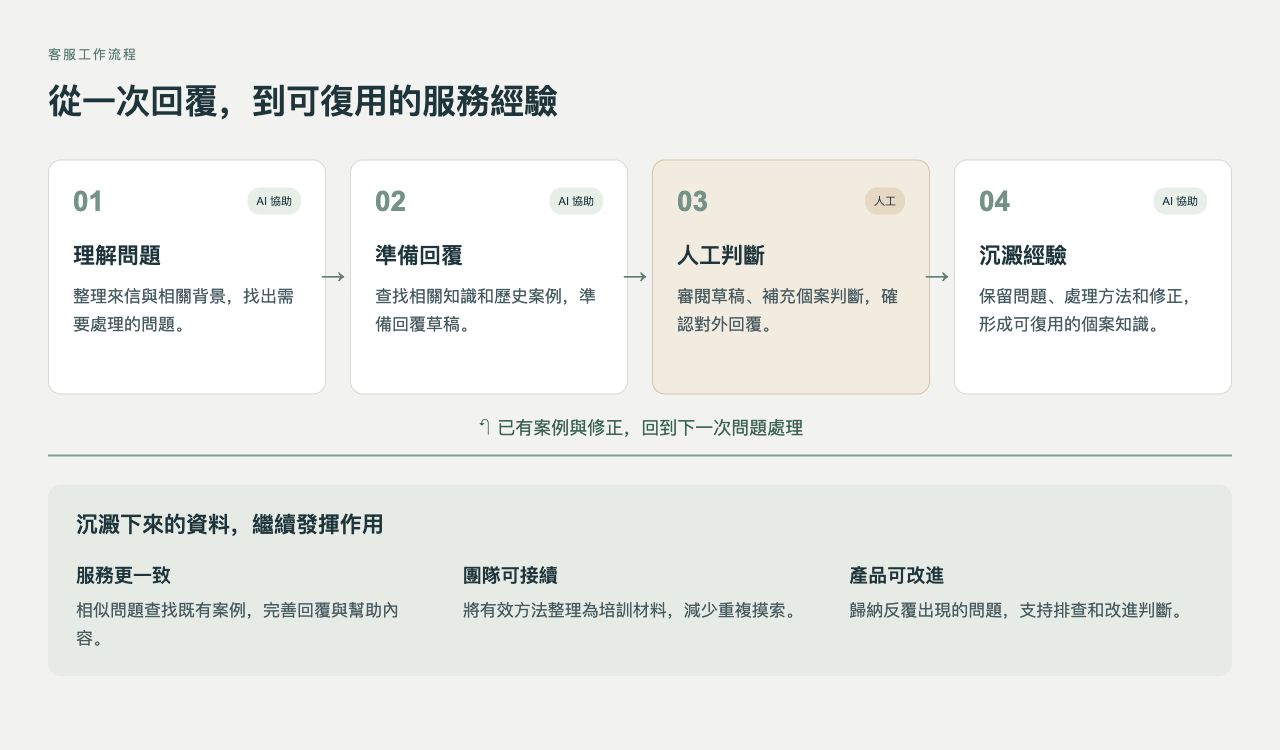 客服工作流程
從一次回覆，到可復用的服務經驗
01
AI 協助
理解問題
整理來信與相關背景，找出需
要處理的問題。
→
02
AI 協助
準備回覆
查找相關知識和歷史案例，準
備回覆草稿。
→
03
人工
人工判斷
審閱草稿、補充個案判斷，確
認對外回覆。
→
04
AI 協助
沉澱經驗
保留問題、處理方法和修正，
形成可復用的個案知識。
↰ 已有案例與修正，回到下一次問題處理
沉澱下來的資料，繼續發揮作用
服務更一致
相似問題查找既有案例，完善回覆與幫助內
容。
團隊可接續
將有效方法整理為培訓材料，減少重複摸索。
產品可改進
歸納反覆出現的問題，支持排查和改進判斷。